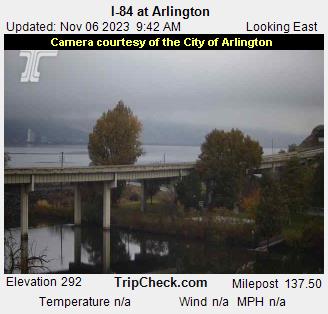 I-84 at Arlington
Updated: Nov 06 2023 9:42 AM Looking East
Camera courtesy of the City of Arlington
Elevation 292 TripCheck.com Milepost 137.50
Temperature n/a Wind n/a MPH n/a